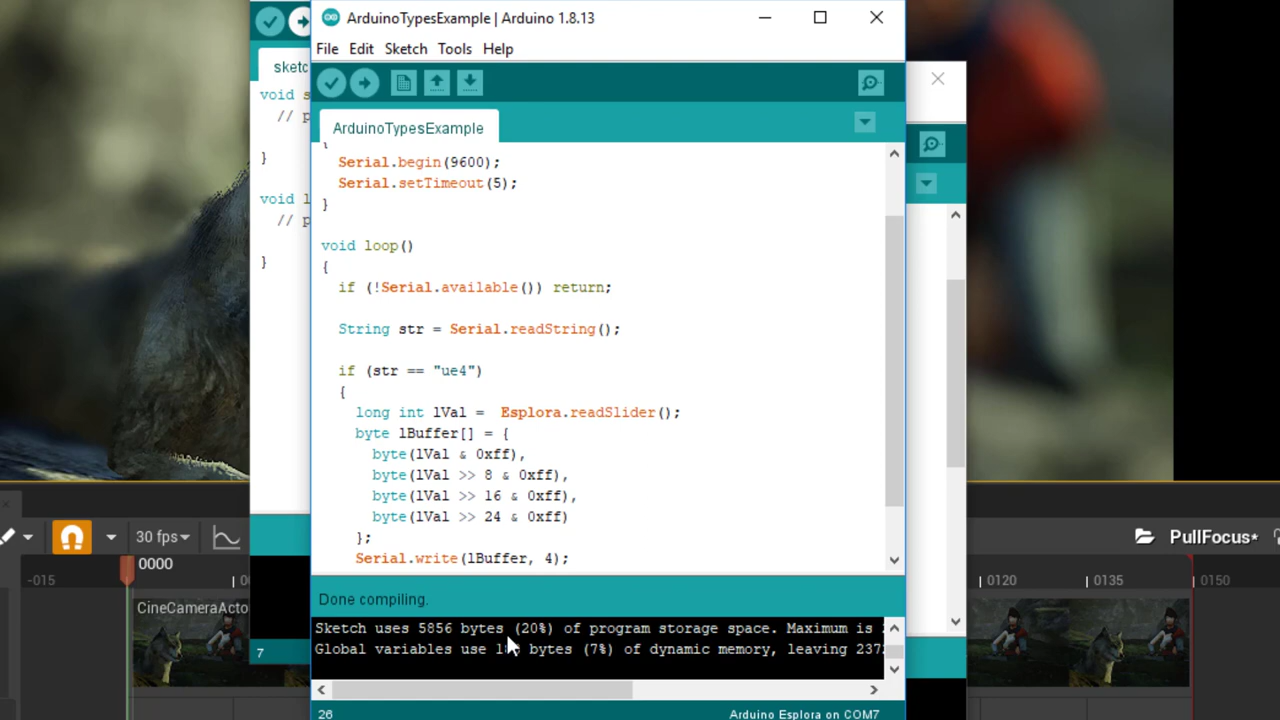 ArduinoTypesExample | Arduino 1.8.13
File Edit Sketch Tools Help
sketc
ArduinoTypesExample
void s
// p
}
void l
// p
}
{
Serial.begin(9600);
Serial.setTimeout(5);
}
void loop()
{
if (!Serial.available()) return;
String str = Serial.readString();
if (str == "ue4")
{
long int lVal =  Esplora.readSlider();
byte lBuffer[] = {
byte(lVal & 0xff),
byte(lVal >> 8 & 0xff),
byte(lVal >> 16 & 0xff),
byte(lVal >> 24 & 0xff)
};
Serial.write(lBuffer, 4);
Done compiling.
Sketch uses 5856 bytes (20%) of program storage space. Maximum is
Global variables use bytes (7%) of dynamic memory, leaving 237
7
26
Arduino Esplora on COM7
30 fps
PullFocus*
-015
0000
0120
0135
0150
CineCameraActo